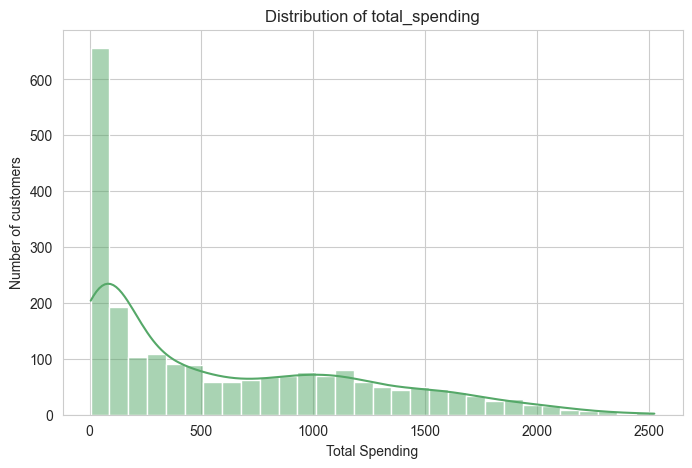 Distribution of total_spending
600
500
400
300
200
100
0
Number of customers
0 500 1000 1500 2000 2500
Total Spending